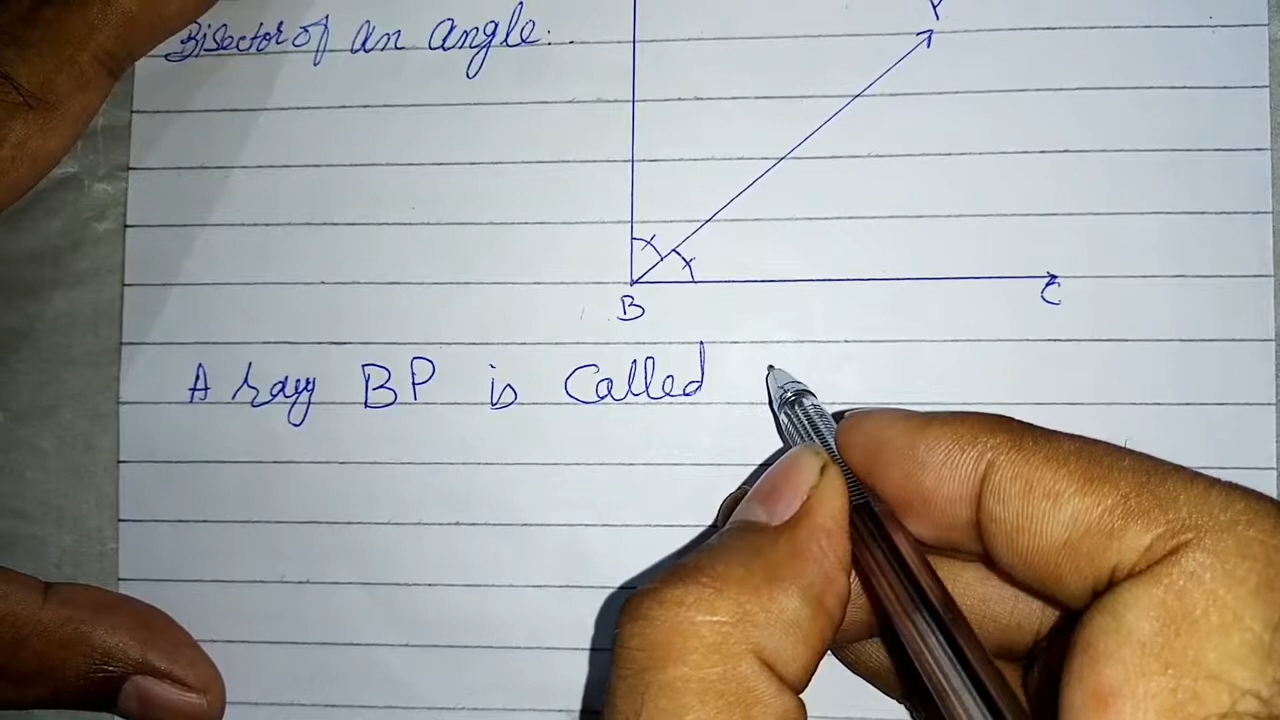 Bisector of an angle.
P
B
C
A ray BP is called